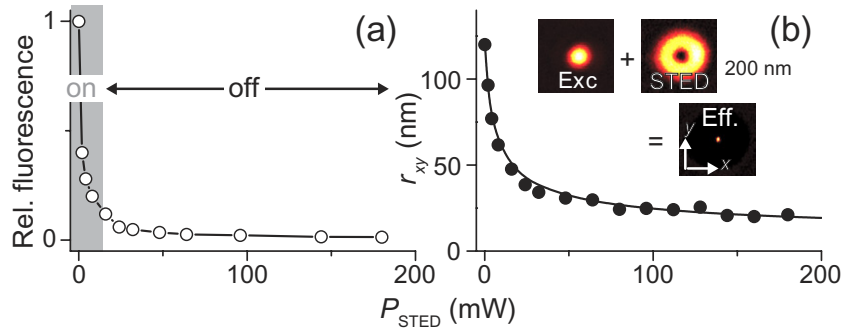 (a)
1
on
off
0
Rel. fluorescence
0
100
200
(b)
Exc
+
STED
200 nm
=
Eff.
y
x
100
50
0
r_xy (nm)
0
100
200
P_STED (mW)